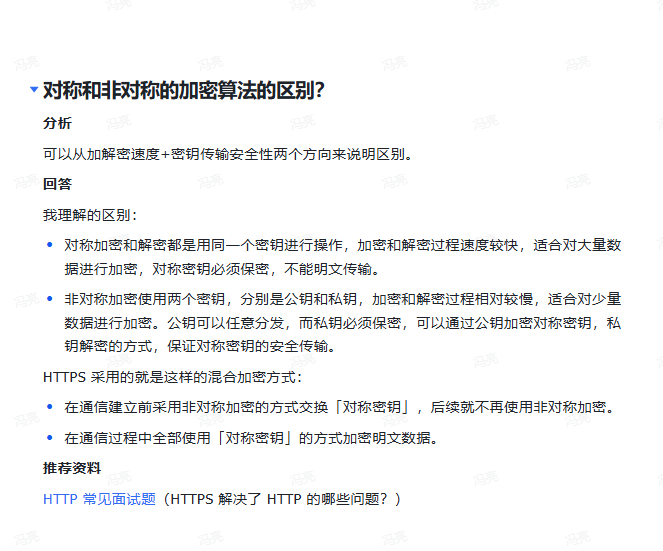 对称和非对称的加密算法的区别?
分析
可以从加解密速度+密钥传输安全性两个方向来说明区别。
回答
我理解的区别：
对称加密和解密都是用同一个密钥进行操作，加密和解密过程速度较快，适合对大量数
据进行加密，对称密钥必须保密，不能明文传输。
非对称加密使用两个密钥，分别是公钥和私钥，加密和解密过程相对较慢，适合对少量
数据进行加密。公钥可以任意分发，而私钥必须保密，可以通过公钥加密对称密钥，私
钥解密的方式，保证对称密钥的安全传输。
HTTPS 采用的就是这样的混合加密方式：
在通信建立前采用非对称加密的方式交换「对称密钥」，后续就不再使用非对称加密。
在通信过程中全部使用「对称密钥」的方式加密明文数据。
推荐资料
HTTP 常见面试题（HTTPS 解决了 HTTP 的哪些问题？）
冯亮